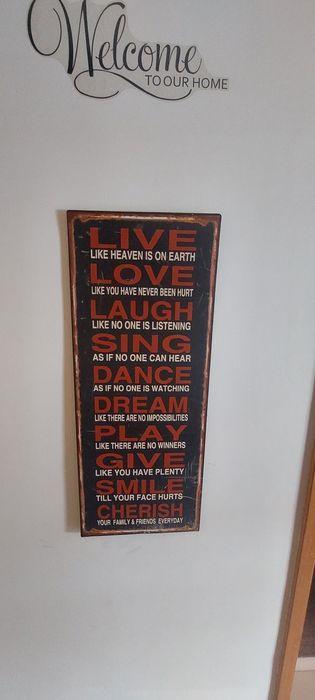 Welcome
TO OUR HOME
LIVE
LIKE HEAVEN IS ON EARTH
LOVE
LIKE YOU HAVE NEVER BEEN HURT
LAUGH
LIKE NO ONE IS LISTENING
SING
AS IF NO ONE CAN HEAR
DANCE
AS IF NO ONE IS WATCHING
DREAM
LIKE THERE ARE NO IMPOSSIBILITIES
PLAY
LIKE THERE ARE NO WINNERS
GIVE
LIKE YOU HAVE PLENTY
SMILE
TILL YOUR FACE HURTS
CHERISH
YOUR FAMILY & FRIENDS EVERYDAY